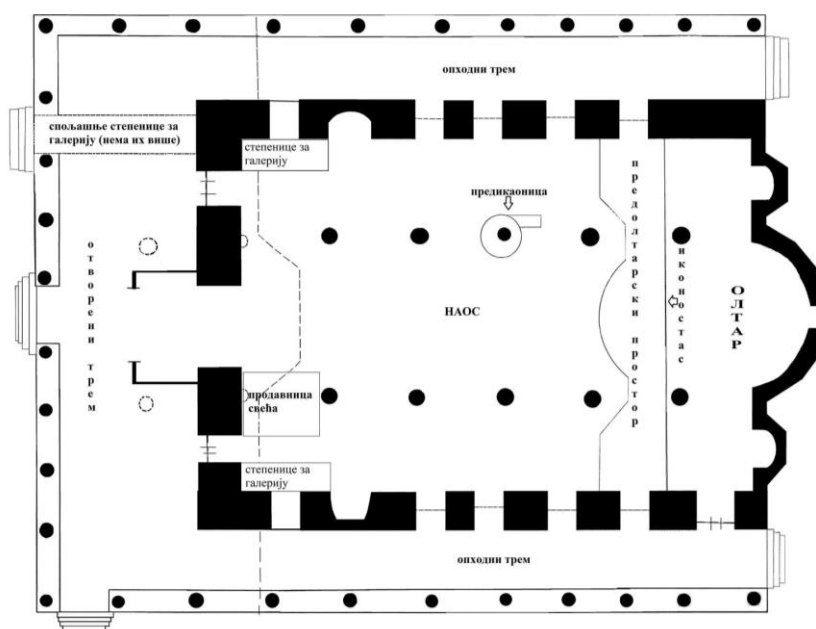 опходни трем
спољашње степенице за
галерију (нема их више)
степенице за
галерију
предикаоница
отворени трем
НАОС
предолтарски простор
иконостас
ОЛТАР
продавница
свећа
степенице за
галерију
опходни трем